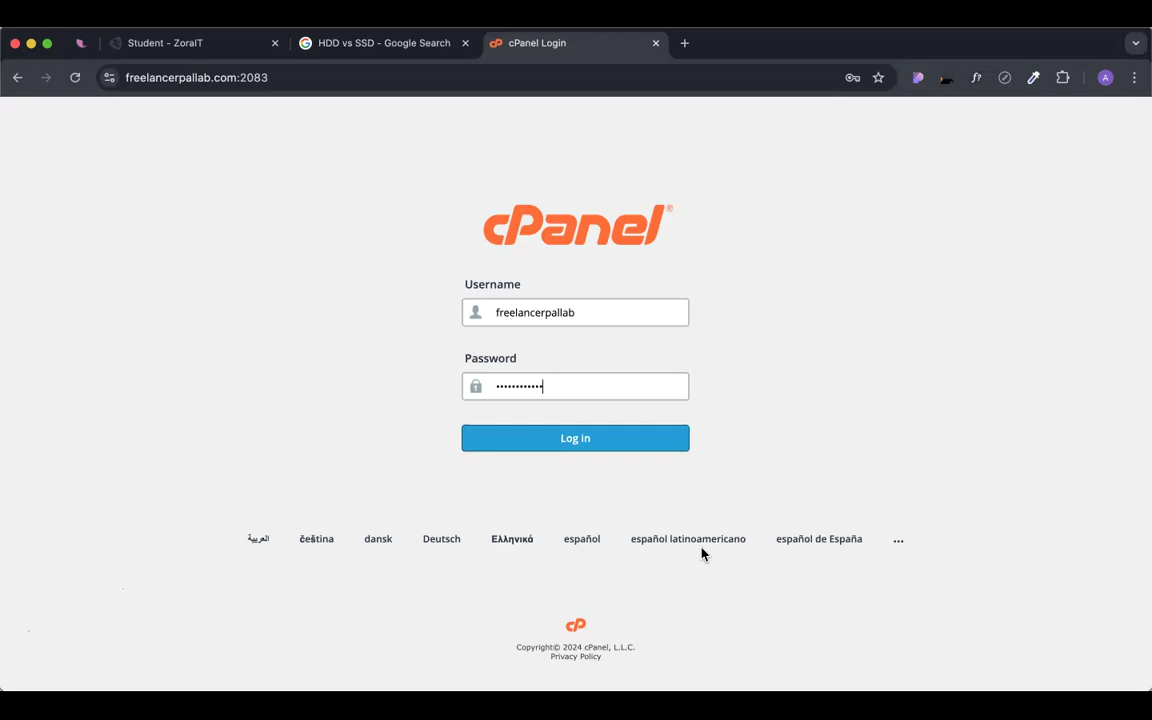 Student - ZoraIT
HDD vs SSD - Google Search
cPanel Login
freelancerpallab.com:2083
f?
A
cPanel®
Username
freelancerpallab
Password
••••••••••••
Log in
العربية čeština dansk Deutsch Ελληνικά español español latinoamericano español de España ...
cP
Copyright© 2024 cPanel, L.L.C.
Privacy Policy